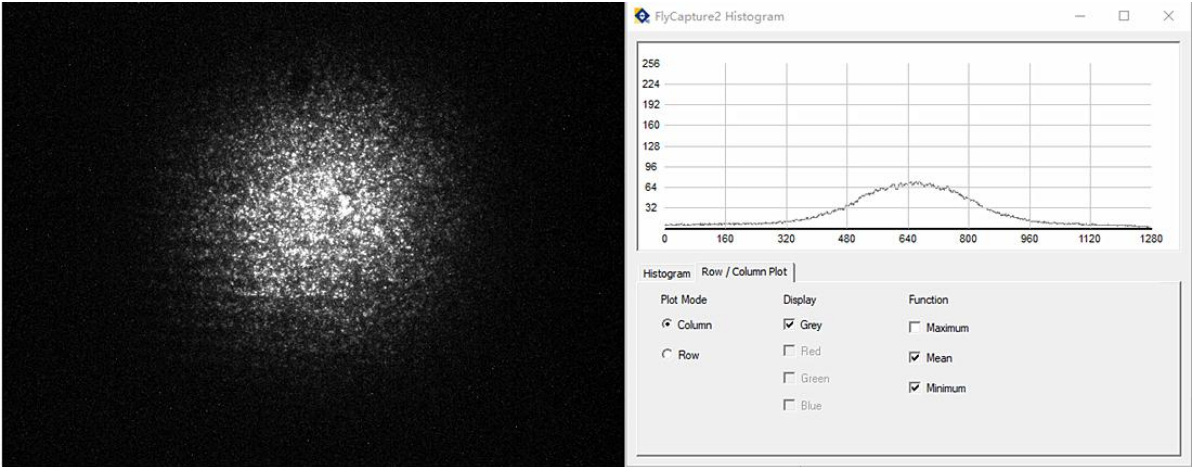 FlyCapture2 Histogram
256
224
192
160
128
96
64
32
0 160 320 480 640 800 960 1120 1280
Histogram Row / Column Plot
Plot Mode Display Function
Column Grey Maximum
Row Red Mean
Green Minimum
Blue